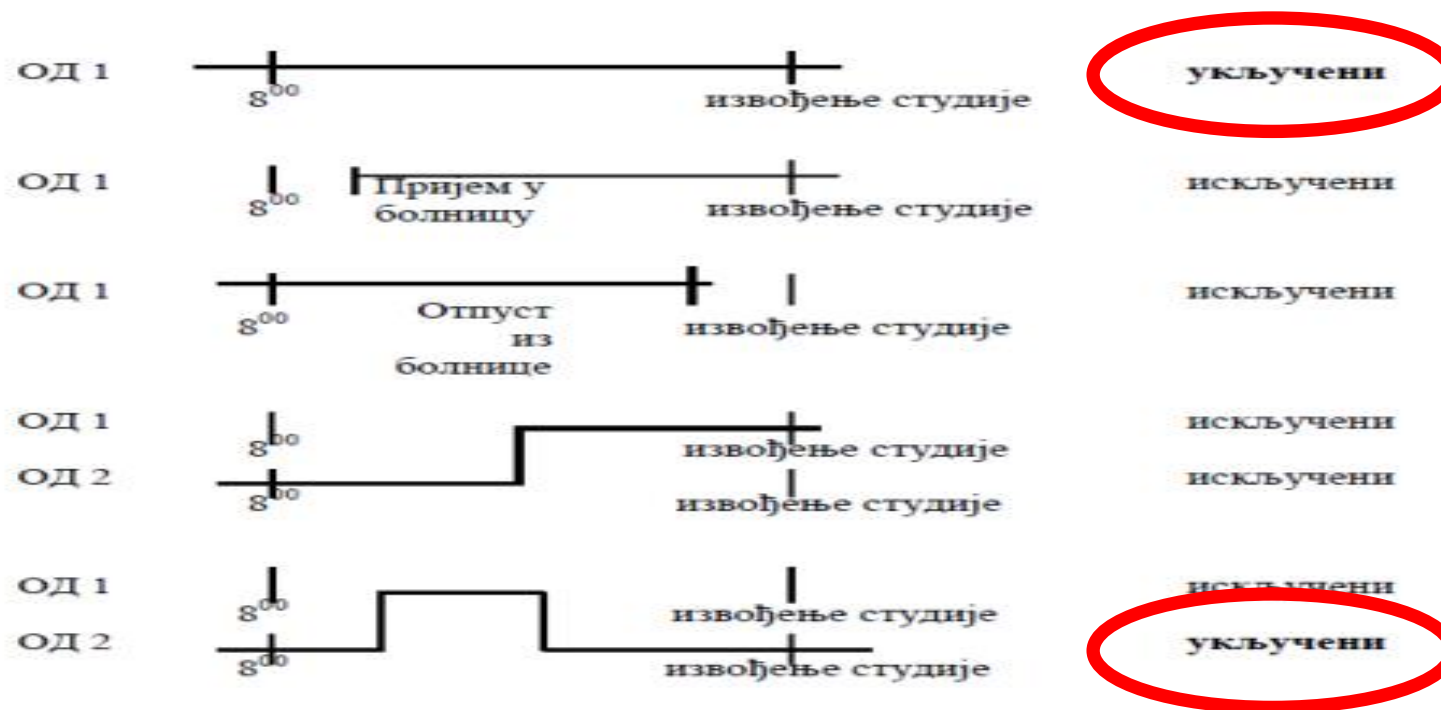 ОД 1 8⁰⁰ извођење студије укључени
ОД 1 8⁰⁰ Пријем у болницу извођење студије искључени
ОД 1 8⁰⁰ Отпуст из болнице извођење студије искључени
ОД 1 8⁰⁰ извођење студије искључени
ОД 2 8⁰⁰ извођење студије искључени
ОД 1 8⁰⁰ извођење студије искључени
ОД 2 8⁰⁰ извођење студије укључени